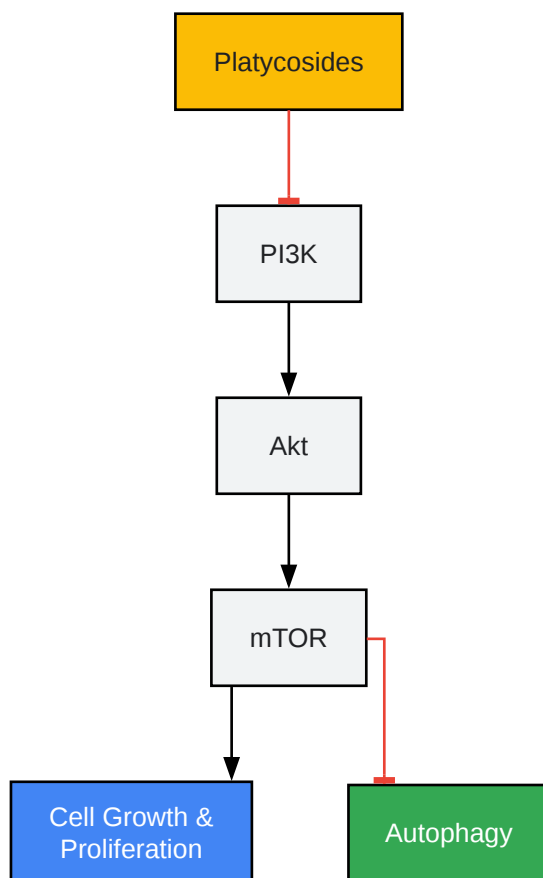 Platycosides
PI3K
Akt
mTOR
Cell Growth &
Proliferation
Autophagy